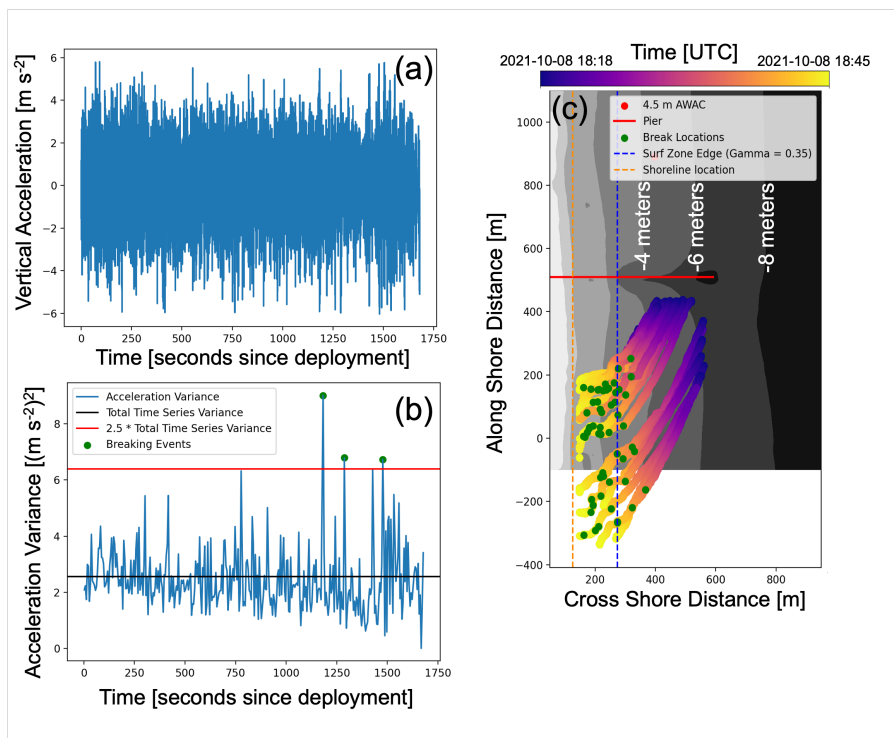 (a)
Vertical Acceleration [m s-2]
6
4
2
0
−2
−4
−6
0
250
500
750
1000
1250
1500
1750
Time [seconds since deployment]
(b)
Acceleration Variance
Total Time Series Variance
2.5 * Total Time Series Variance
Breaking Events
Acceleration Variance [(m s-2)2]
8
6
4
2
0
0
250
500
750
1000
1250
1500
1750
Time [seconds since deployment]
Time [UTC]
2021-10-08 18:18
2021-10-08 18:45
(c)
4.5 m AWAC
Pier
Break Locations
Surf Zone Edge (Gamma = 0.35)
Shoreline location
-4 meters
-6 meters
-8 meters
Along Shore Distance [m]
1000
800
600
400
200
0
−200
−400
200
400
600
800
Cross Shore Distance [m]